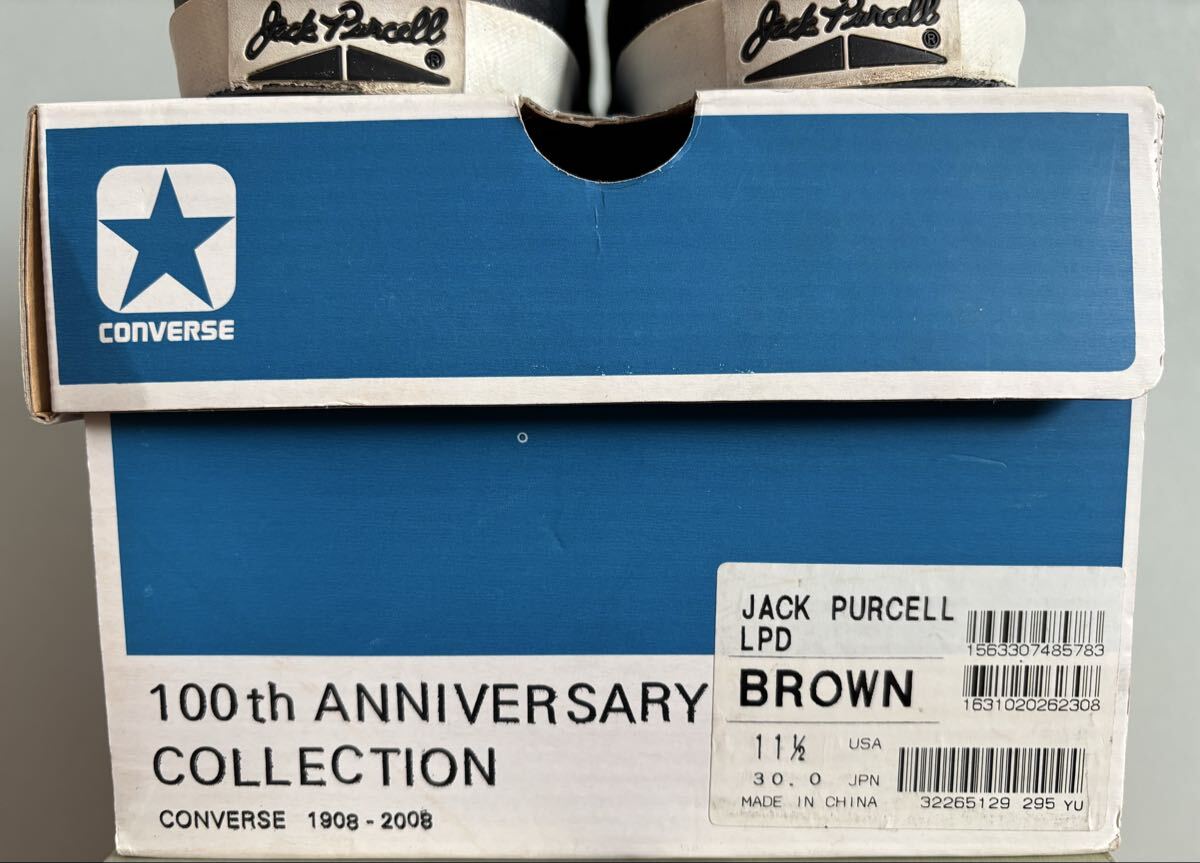 Jack Purcell ®
Jack Purcell ®
CONVERSE
100th ANNIVERSARY
COLLECTION
CONVERSE 1908-2008
JACK PURCELL
LPD
1563307485783
BROWN
1631020262308
11½ USA
30.0 JPN
MADE IN CHINA
32265129 295 YU